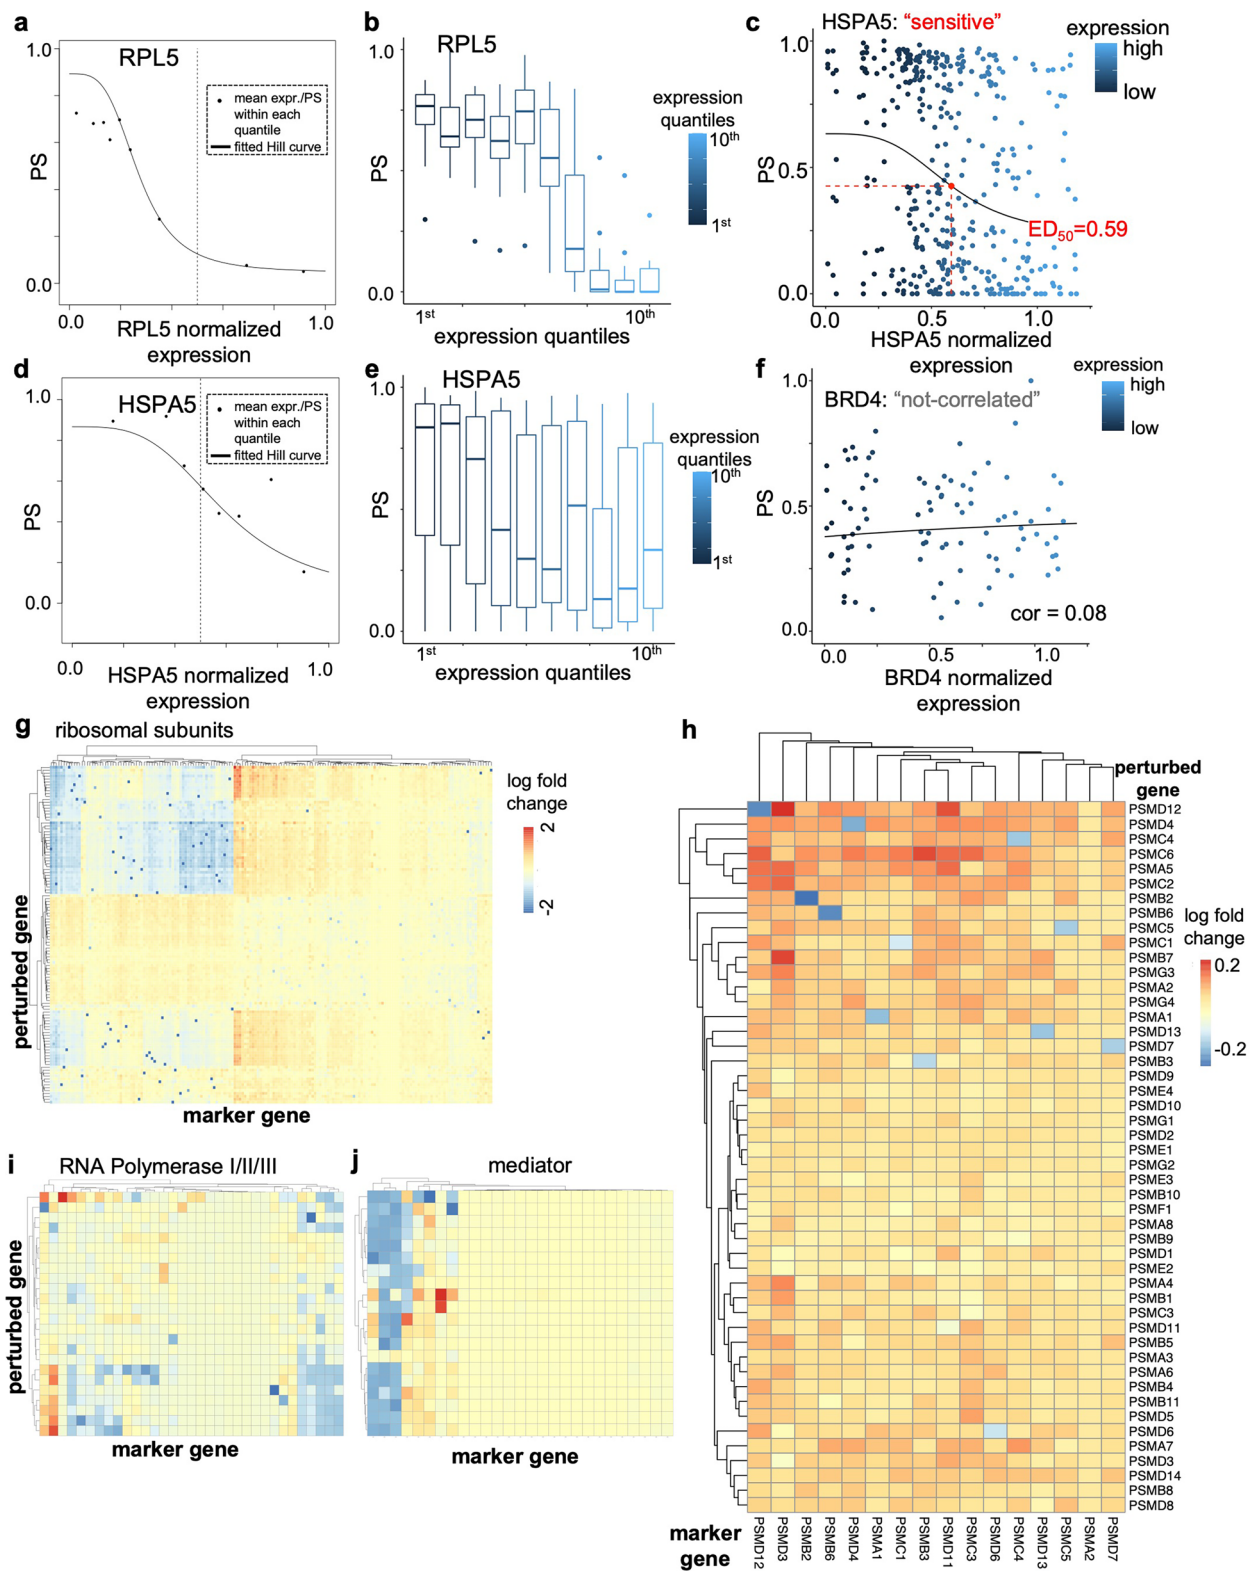 a
RPL5
1.0
PS
0.0
mean expr./PS
within each
quantile
fitted Hill curve
0.0
1.0
RPL5 normalized
expression
b
RPL5
1.0
PS
0.0
expression
quantiles
10th
1st
1st
10th
expression quantiles
c
HSPA5: “sensitive”
expression
high
low
1.0
0.5
0.0
PS
ED50=0.59
0.0
0.5
1.0
HSPA5 normalized
expression
d
HSPA5
1.0
PS
0.0
mean expr./PS
within each
quantile
fitted Hill curve
0.0
1.0
HSPA5 normalized
expression
e
HSPA5
1.0
PS
0.0
expression
quantiles
10th
1st
1st
10th
expression quantiles
f
BRD4: “not-correlated”
expression
high
low
1.0
0.5
0.0
PS
cor = 0.08
0.0
0.5
1.0
BRD4 normalized
expression
g
ribosomal subunits
log fold
change
2
-2
perturbed gene
marker gene
h
perturbed
gene
PSMD12
PSMD4
PSMC4
PSMC6
PSMA5
PSMC2
PSMB2
PSMB6
PSMC5
PSMC1
PSMB7
PSMG3
PSMA2
PSMG4
PSMA1
PSMD13
PSMD7
PSMB3
PSMD9
PSME4
PSMD10
PSMG1
PSMD2
PSME1
PSMG2
PSME3
PSMB10
PSMF1
PSMA8
PSMB9
PSMD1
PSME2
PSMA4
PSMB1
PSMC3
PSMD11
PSMB5
PSMA3
PSMA6
PSMB4
PSMB11
PSMD5
PSMD6
PSMA7
PSMD3
PSMD14
PSMB8
PSMD8
log fold
change
0.2
-0.2
marker
gene
PSMD12
PSMD3
PSMB2
PSMB6
PSMD4
PSMA1
PSMC1
PSMB3
PSMD11
PSMC3
PSMD6
PSMC4
PSMD13
PSMC5
PSMA2
PSMD7
i
RNA Polymerase I/II/III
perturbed gene
marker gene
j
mediator
marker gene